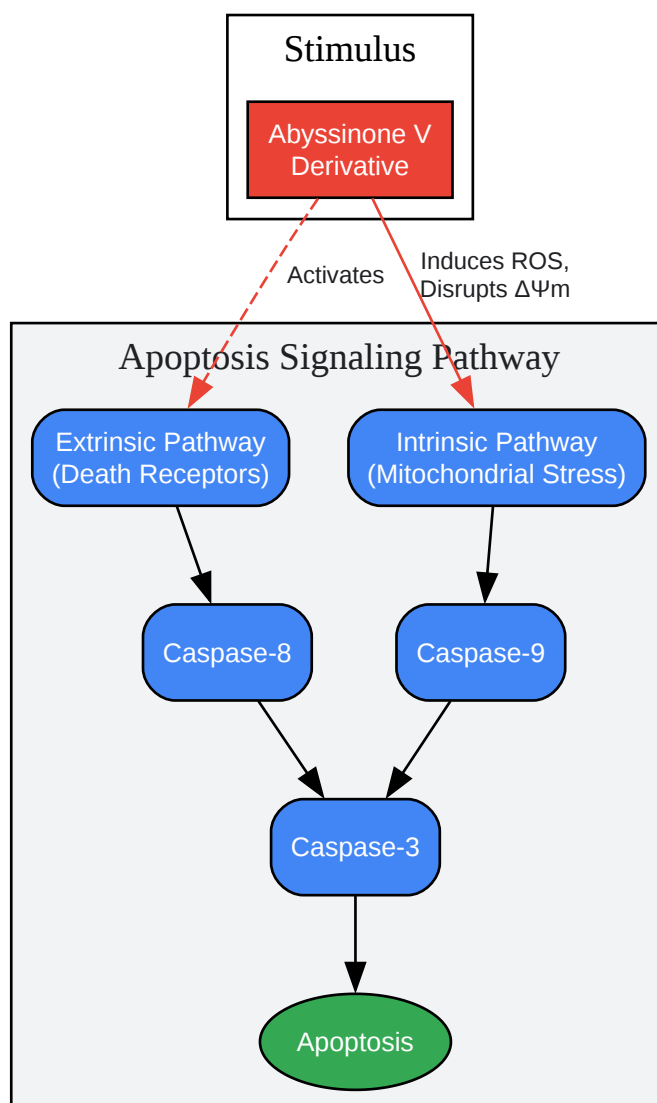 Stimulus
Abyssinone V
Derivative
Activates
Induces ROS,
Disrupts ΔΨm
Apoptosis Signaling Pathway
Extrinsic Pathway
(Death Receptors)
Intrinsic Pathway
(Mitochondrial Stress)
Caspase-8
Caspase-9
Caspase-3
Apoptosis